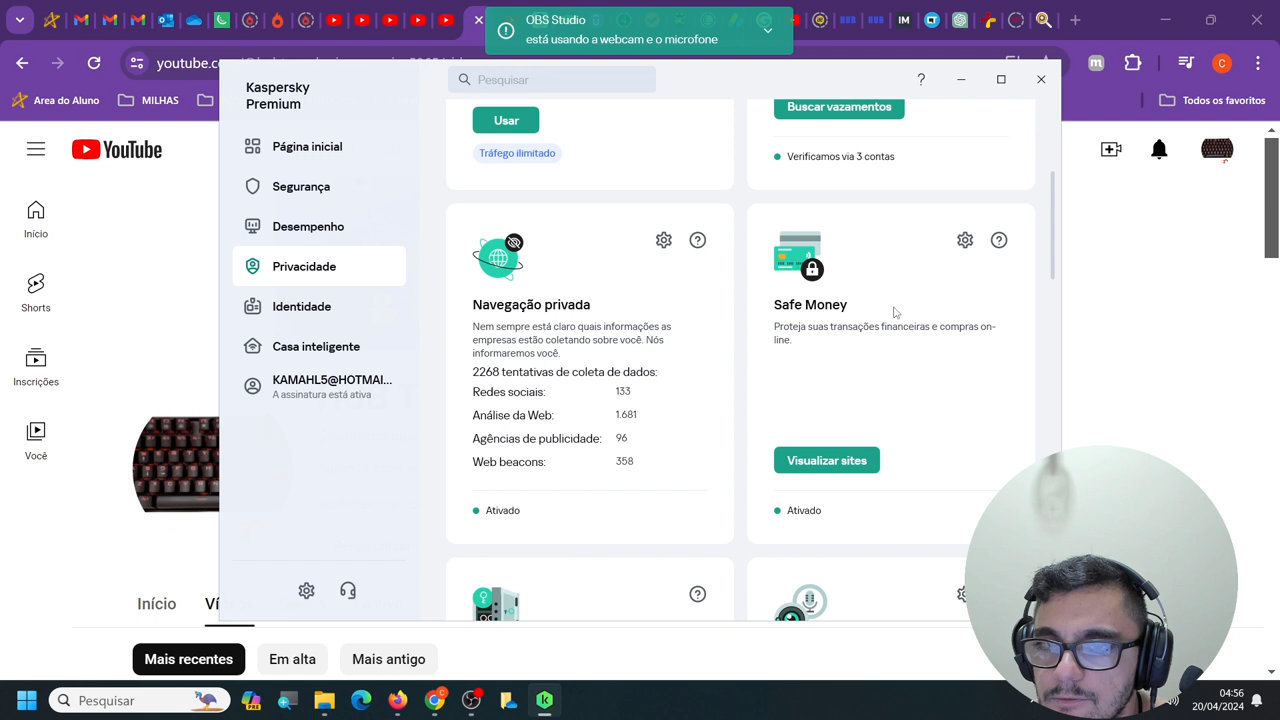 OBS Studio
está usando a webcam e o microfone
youtube.co
Área do Aluno
MILHAS
Todos os favoritos
YouTube
Início
Shorts
Inscrições
Você
Kaspersky
Premium
Pesquisar
Página inicial
Segurança
Desempenho
Privacidade
Identidade
Casa inteligente
KAMAHL5@HOTMAI...
A assinatura está ativa
Usar
Tráfego ilimitado
Buscar vazamentos
Verificamos via 3 contas
Navegação privada
Nem sempre está claro quais informações as
empresas estão coletando sobre você. Nós
informaremos você.
2268 tentativas de coleta de dados:
Redes sociais: 133
Análise da Web: 1.681
Agências de publicidade: 96
Web beacons: 358
Ativado
Safe Money
Proteja suas transações financeiras e compras on-
line.
Visualizar sites
Ativado
Início
Ví
Mais recentes
Em alta
Mais antigo
Pesquisar
04:56
20/04/2024